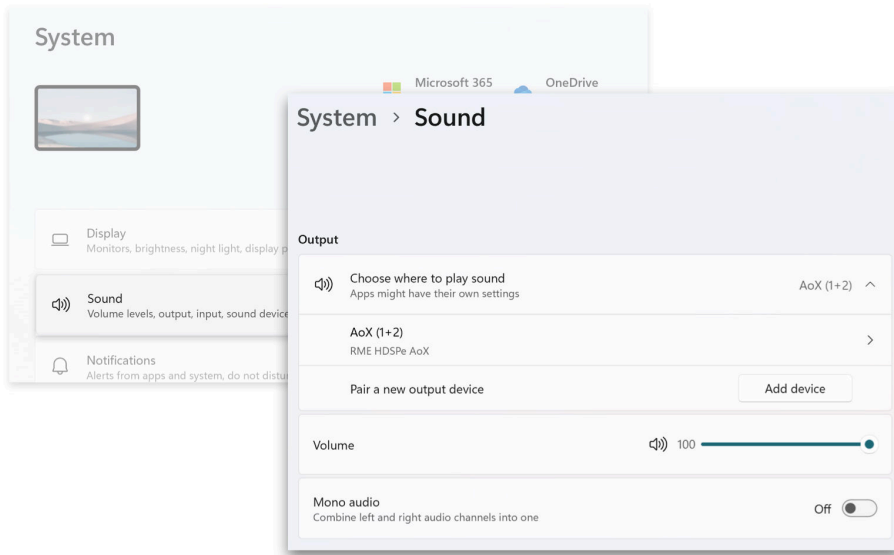 System
Microsoft 365
OneDrive
Display
Monitors, brightness, night light, display p
Sound
Volume levels, output, input, sound device
Notifications
Alerts from apps and system, do not distu
System > Sound
Output
Choose where to play sound
Apps might have their own settings
AoX (1+2)
AoX (1+2)
RME HDSPe AoX
Pair a new output device
Add device
Volume
100
Mono audio
Combine left and right audio channels into one
Off